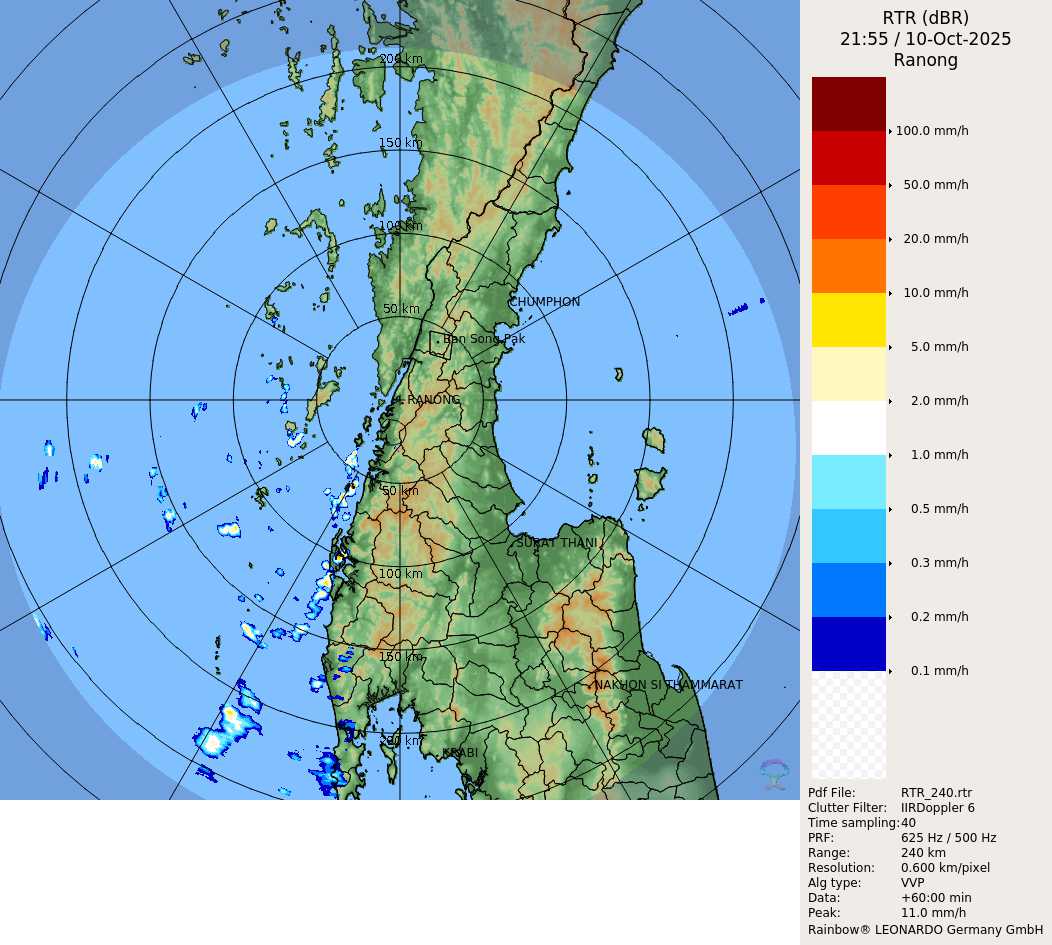 RTR (dBR)
21:55 / 10-Oct-2025
Ranong
200 km
150 km
100 km
50 km
CHUMPHON
Ban Song Pak
RANONG
50 km
SURAT THANI
100 km
150 km
NAKHON SI THAMMARAT
200 km
KRABI
100.0 mm/h
50.0 mm/h
20.0 mm/h
10.0 mm/h
5.0 mm/h
2.0 mm/h
1.0 mm/h
0.5 mm/h
0.3 mm/h
0.2 mm/h
0.1 mm/h
Pdf File: RTR_240.rtr
Clutter Filter: IIRDoppler 6
Time sampling:40
PRF: 625 Hz / 500 Hz
Range: 240 km
Resolution: 0.600 km/pixel
Alg type: VVP
Data: +60:00 min
Peak: 11.0 mm/h
Rainbow® LEONARDO Germany GmbH